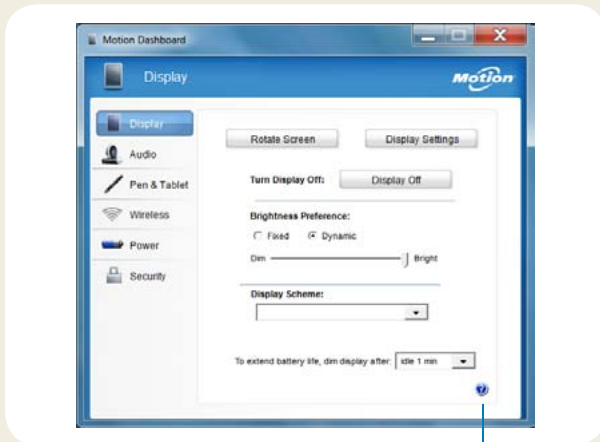 Motion Dashboard
Display
Motion
Display
Audio
Pen & Tablet
Wireless
Power
Security
Rotate Screen
Display Settings
Turn Display Off:
Display Off
Brightness Preference:
Fixed
Dynamic
Dim
Bright
Display Scheme:
To extend battery life, dim display after:
idle 1 min
?